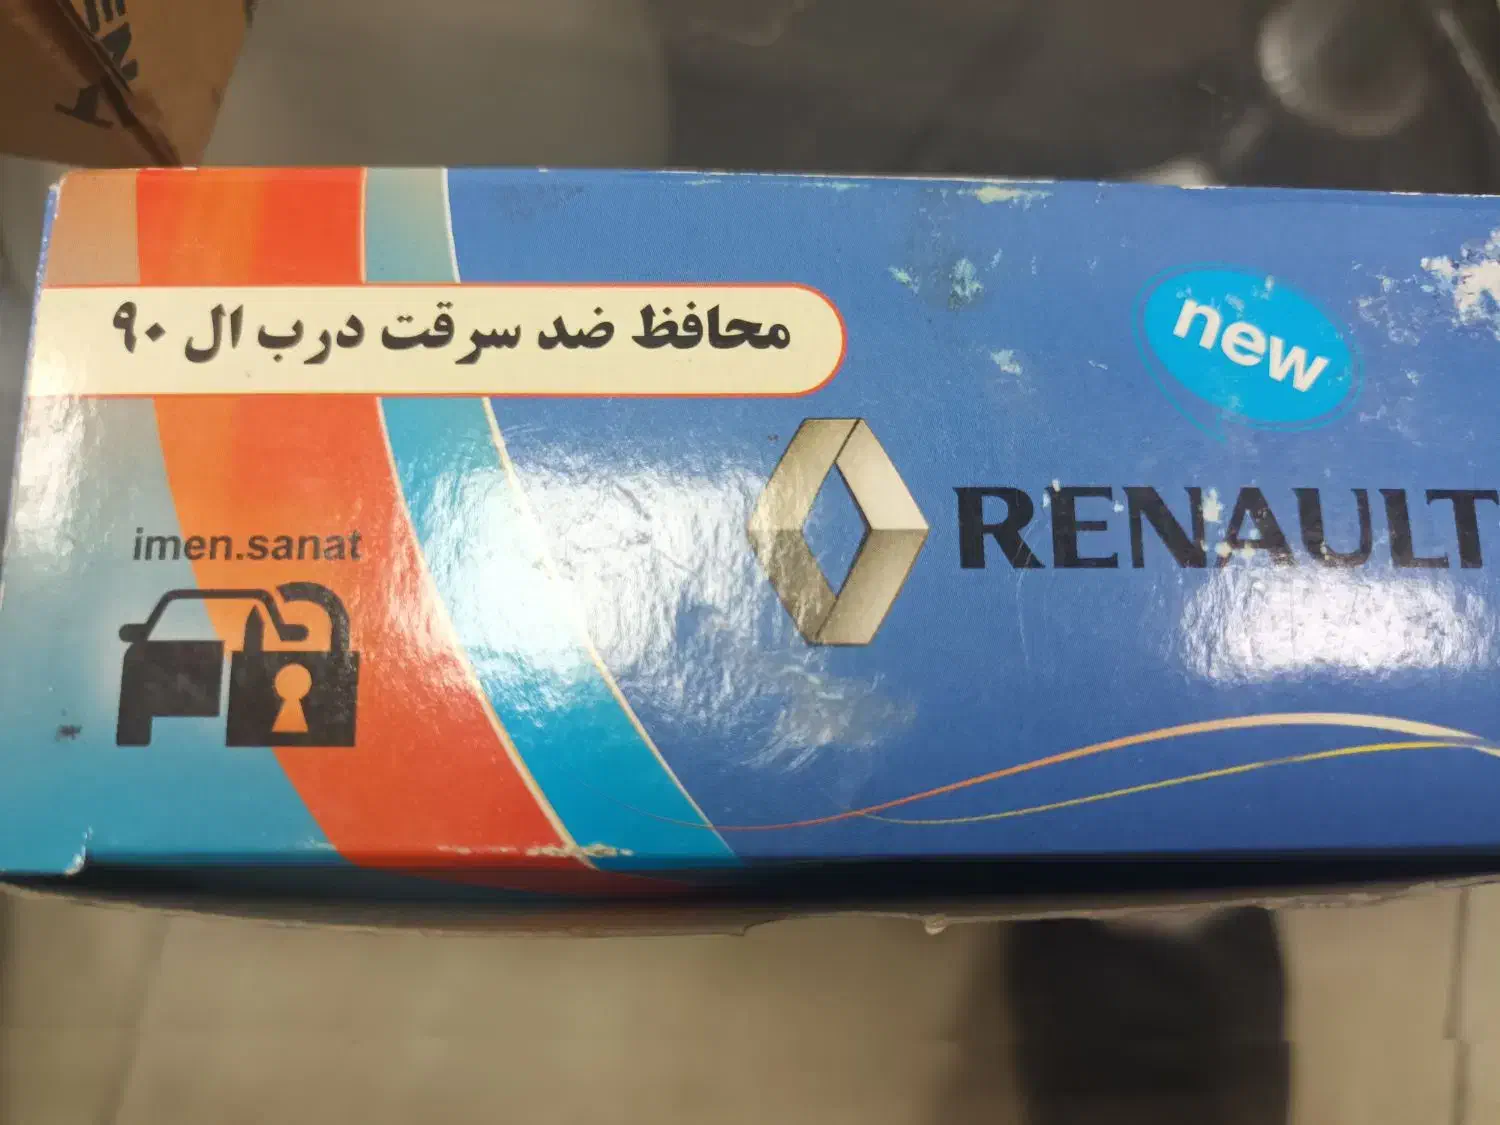 new
محافظ ضد سرقت درب ال ۹۰
RENAULT
imen.sanat